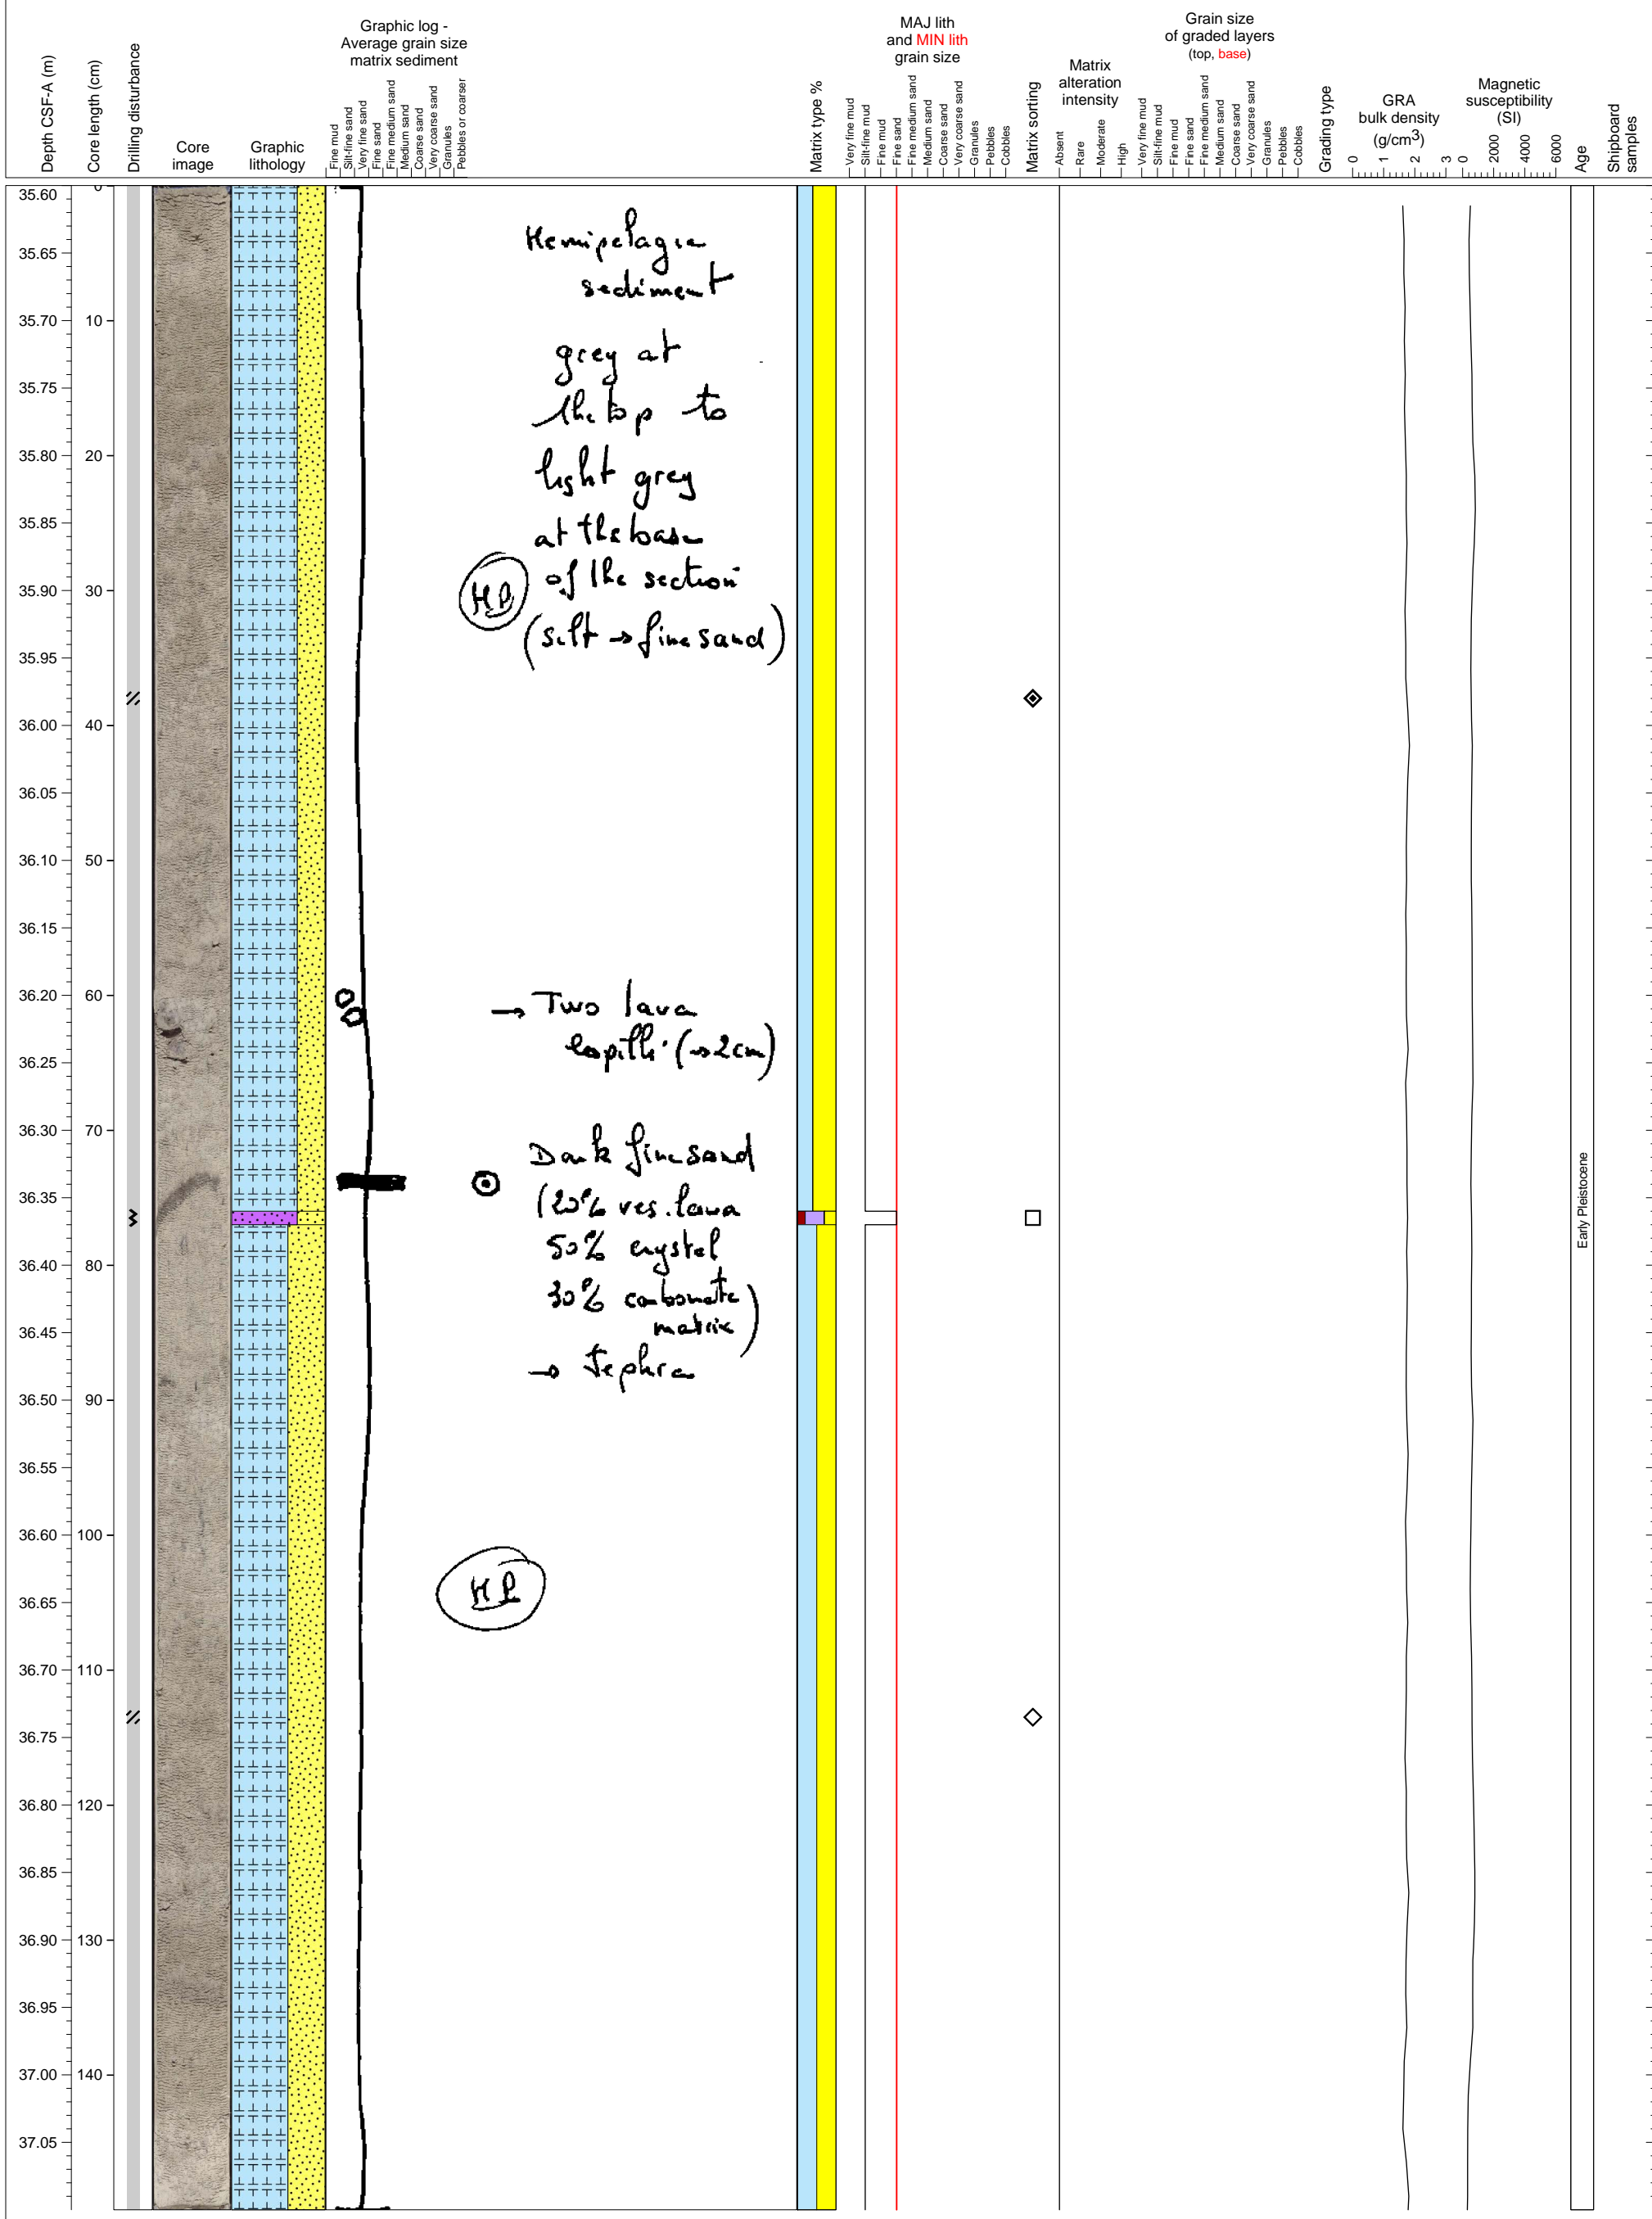 Graphic log -
Average grain size
matrix sediment
MAJ lith
and MIN lith
grain size
Grain size
of graded layers
(top, base)
Matrix
alteration
intensity
Magnetic
susceptibility
(SI)
GRA
bulk density
(g/cm3)
Depth CSF-A (m)
Core length (cm)
Drilling disturbance
Core
image
Graphic
lithology
Fine mud
Silt-fine sand
Very fine sand
Fine sand
Fine medium sand
Medium sand
Coarse sand
Very coarse sand
Granules
Pebbles or coarser
Matrix type %
Very fine mud
Silt-fine mud
Fine mud
Fine sand
Fine medium sand
Medium sand
Coarse sand
Very coarse sand
Granules
Pebbles
Cobbles
Matrix sorting
Absent
Rare
Moderate
High
Very fine mud
Silt-fine mud
Fine mud
Fine sand
Fine medium sand
Medium sand
Coarse sand
Very coarse sand
Granules
Pebbles
Cobbles
Grading type
0 1 2 3
0 2000 4000 6000
Age
Shipboard
samples
35.60 0
35.65
35.70 10
35.75
35.80 20
35.85
35.90 30
35.95
36.00 40
36.05
36.10 50
36.15
36.20 60
36.25
36.30 70
36.35
36.40 80
36.45
36.50 90
36.55
36.60 100
36.65
36.70 110
36.75
36.80 120
36.85
36.90 130
36.95
37.00 140
37.05
Hemipelagic
sediment
grey at
the top to
light grey
at the base
HP of the section
(silt → fine sand)
→ Two lava
lapilli (→2cm)
Dark fine sand
(20% ves. lava
50% crystal
30% carbonate
matrix)
→ Tephra
HP
Early Pleistocene